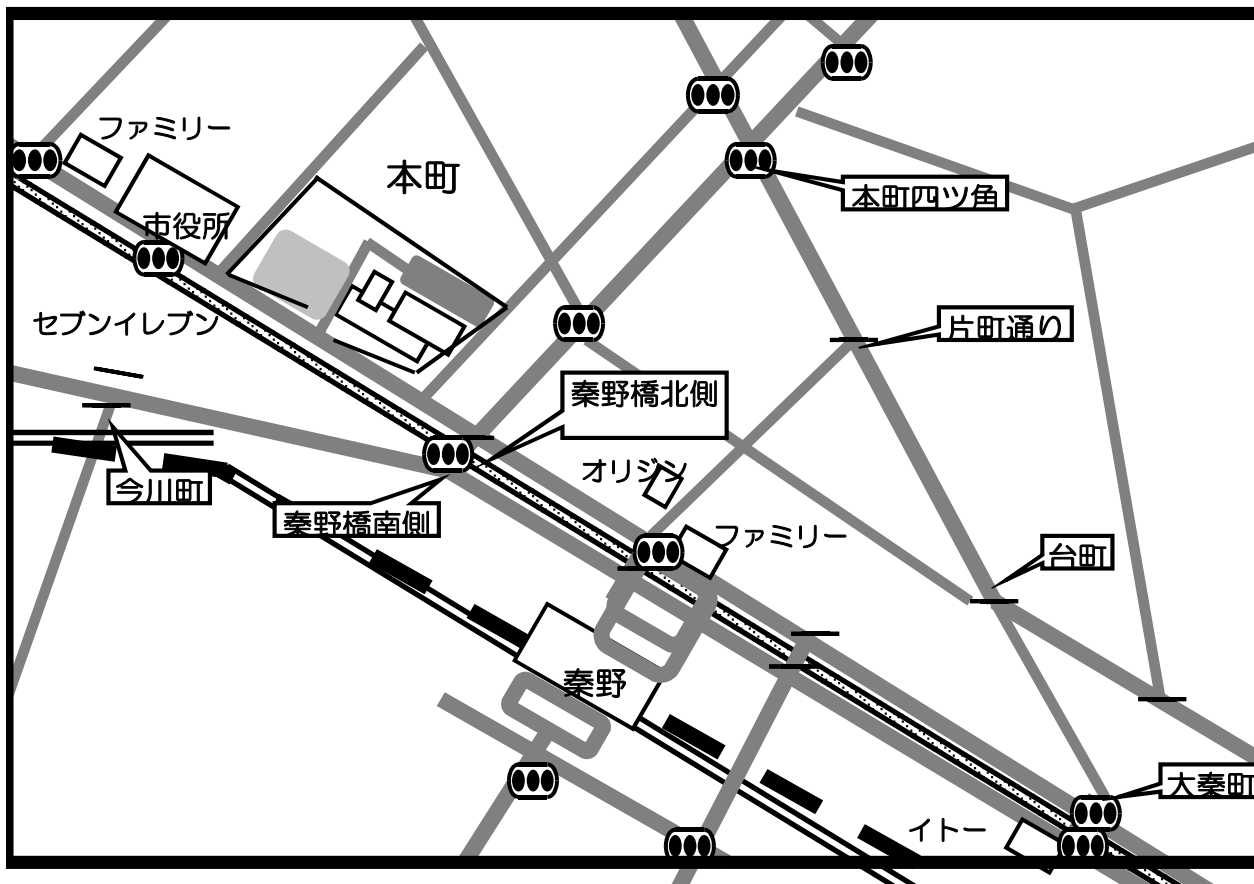 ファミリー
本町
本町四ツ角
市役所
セブンイレブン
片町通り
秦野橋北側
オリジン
今川町
秦野橋南側
ファミリー
台町
秦野
大秦町
イトー